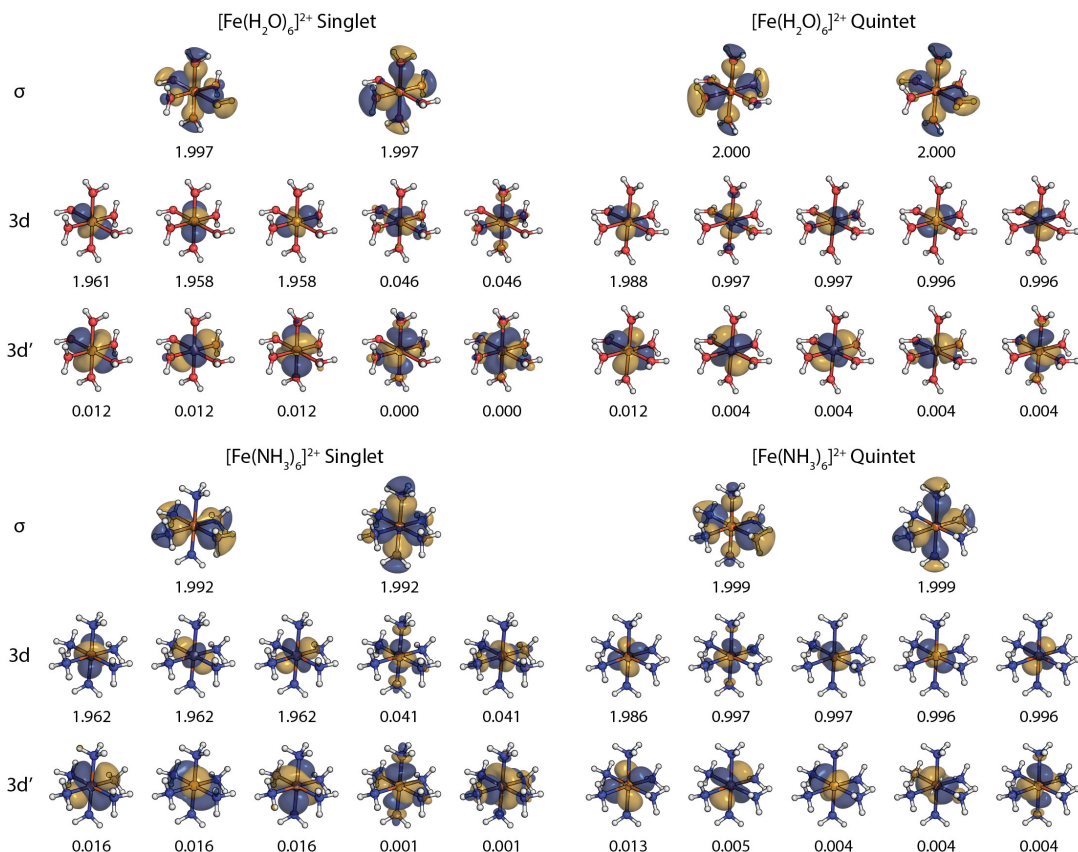 [Fe(H₂O)₆]²⁺ Singlet [Fe(H₂O)₆]²⁺ Quintet
σ
1.997 1.997 2.000 2.000
3d
1.961 1.958 1.958 0.046 0.046 1.988 0.997 0.997 0.996 0.996
3d'
0.012 0.012 0.012 0.000 0.000 0.012 0.004 0.004 0.004 0.004
[Fe(NH₃)₆]²⁺ Singlet [Fe(NH₃)₆]²⁺ Quintet
σ
1.992 1.992 1.999 1.999
3d
1.962 1.962 1.962 0.041 0.041 1.986 0.997 0.997 0.996 0.996
3d'
0.016 0.016 0.016 0.001 0.001 0.013 0.005 0.004 0.004 0.004